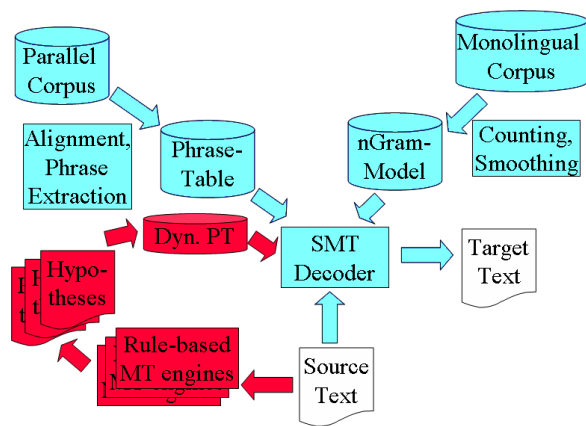 Parallel
Corpus
Monolingual
Corpus
Alignment,
Phrase
Extraction
Phrase-
Table
nGram-
Model
Counting,
Smoothing
Dyn. PT
SMT
Decoder
Target
Text
Hypo-
theses
Rule-based
MT engines
Source
Text